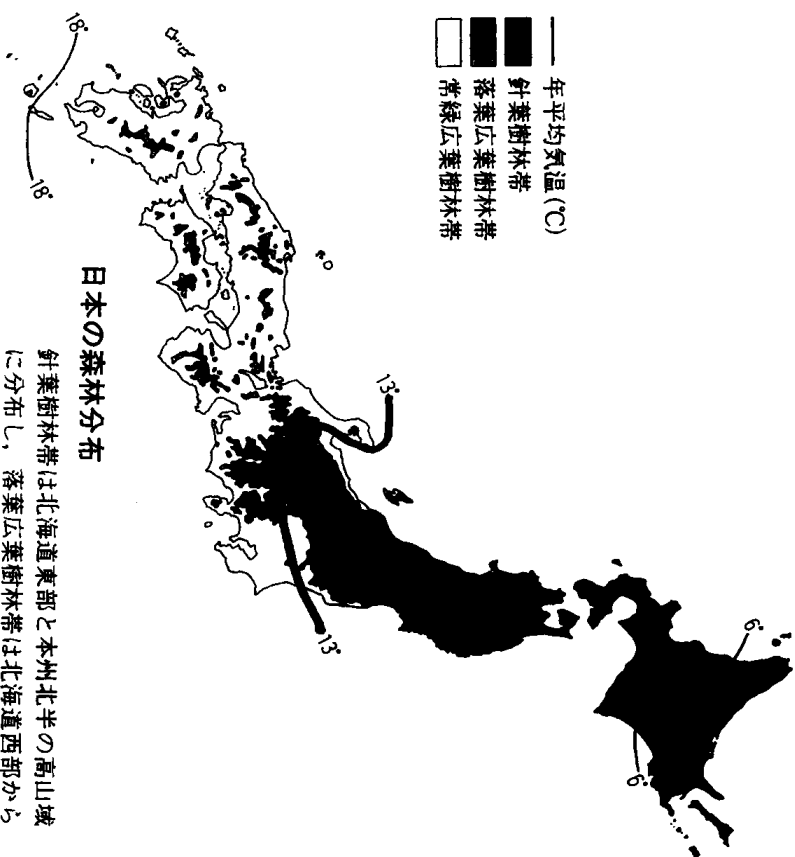 年平均気温(℃)
針葉樹林帯
落葉広葉樹林帯
常緑広葉樹林帯
18°
18°
13°
13°
6°
6°
日本の森林分布
針葉樹林帯は北海道東部と本州北半の高山域
に分布し，落葉広葉樹林帯は北海道西部から